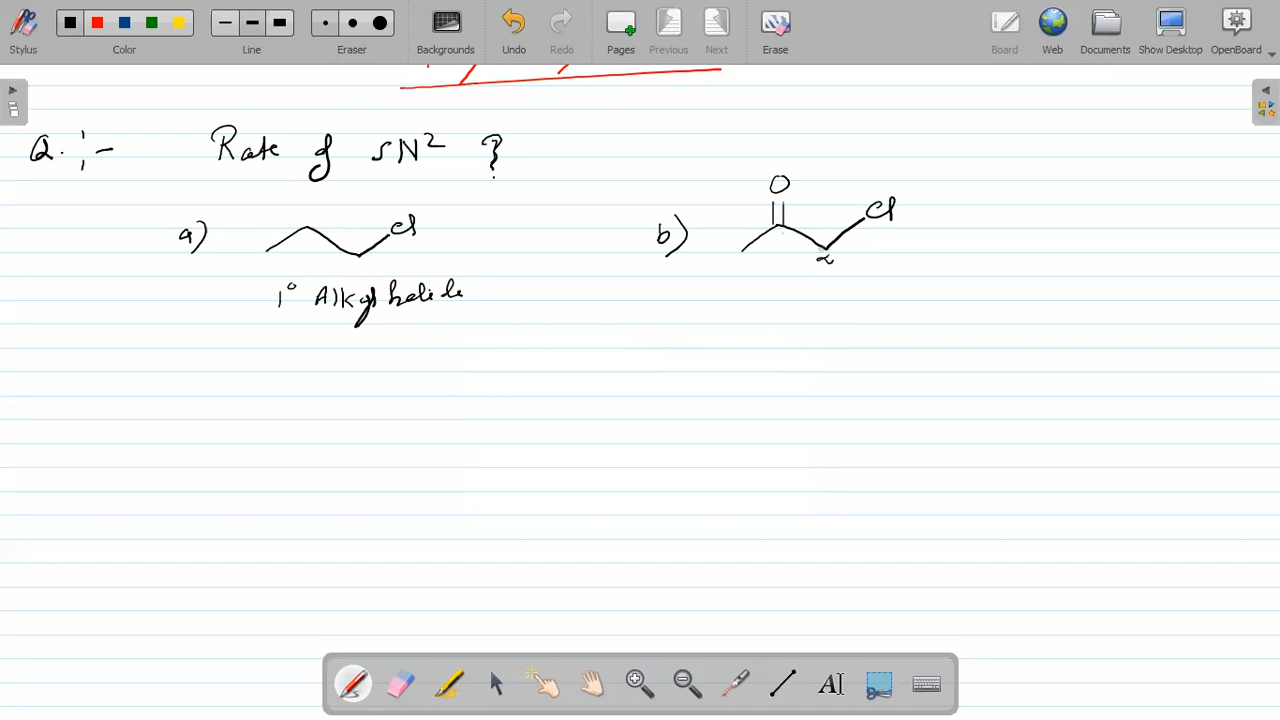 Stylus Color Line Eraser Backgrounds Undo Redo Pages Previous Next Erase Board Web Documents Show Desktop OpenBoard
Q. :- Rate of SN² ?
a) Cl
b) O Cl
α
1° Alkyl halide